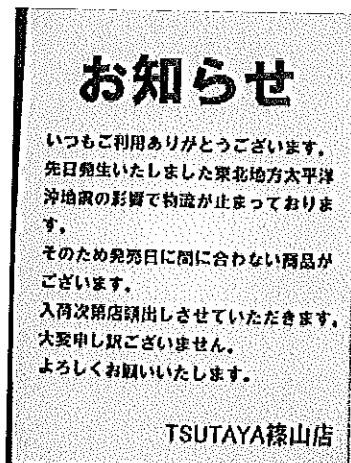 お知らせ
いつもご利用ありがとうございます。
先日発生いたしました東北地方太平洋
沖地震の影響で物流が止まっておりま
す。
そのため発売日に間に合わない商品が
ございます。
入荷次第店頭出しさせていただきます。
大変申し訳ございません。
よろしくお願いいたします。
TSUTAYA篠山店